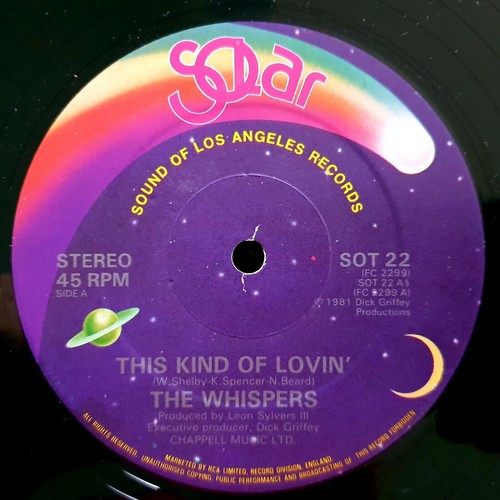 Solar
SOUND OF LOS ANGELES RECORDS
STEREO
45 RPM
SIDE A
SOT 22
(FC 2299)
SOT 22 A
(FC 2299 A)
℗ 1981 Dick Griffey
Productions
THIS KIND OF LOVIN'
(W.Shelby-K.Spencer-N.Beard)
THE WHISPERS
Produced by Leon Sylvers III
Executive producer, Dick Griffey
CHAPPELL MUSIC LTD.
ALL RIGHTS RESERVED. UNAUTHORISED COPYING, PUBLIC PERFORMANCE AND BROADCASTING OF THIS RECORD FORBIDDEN
MARKETED BY RCA LIMITED, RECORD DIVISION, ENGLAND.